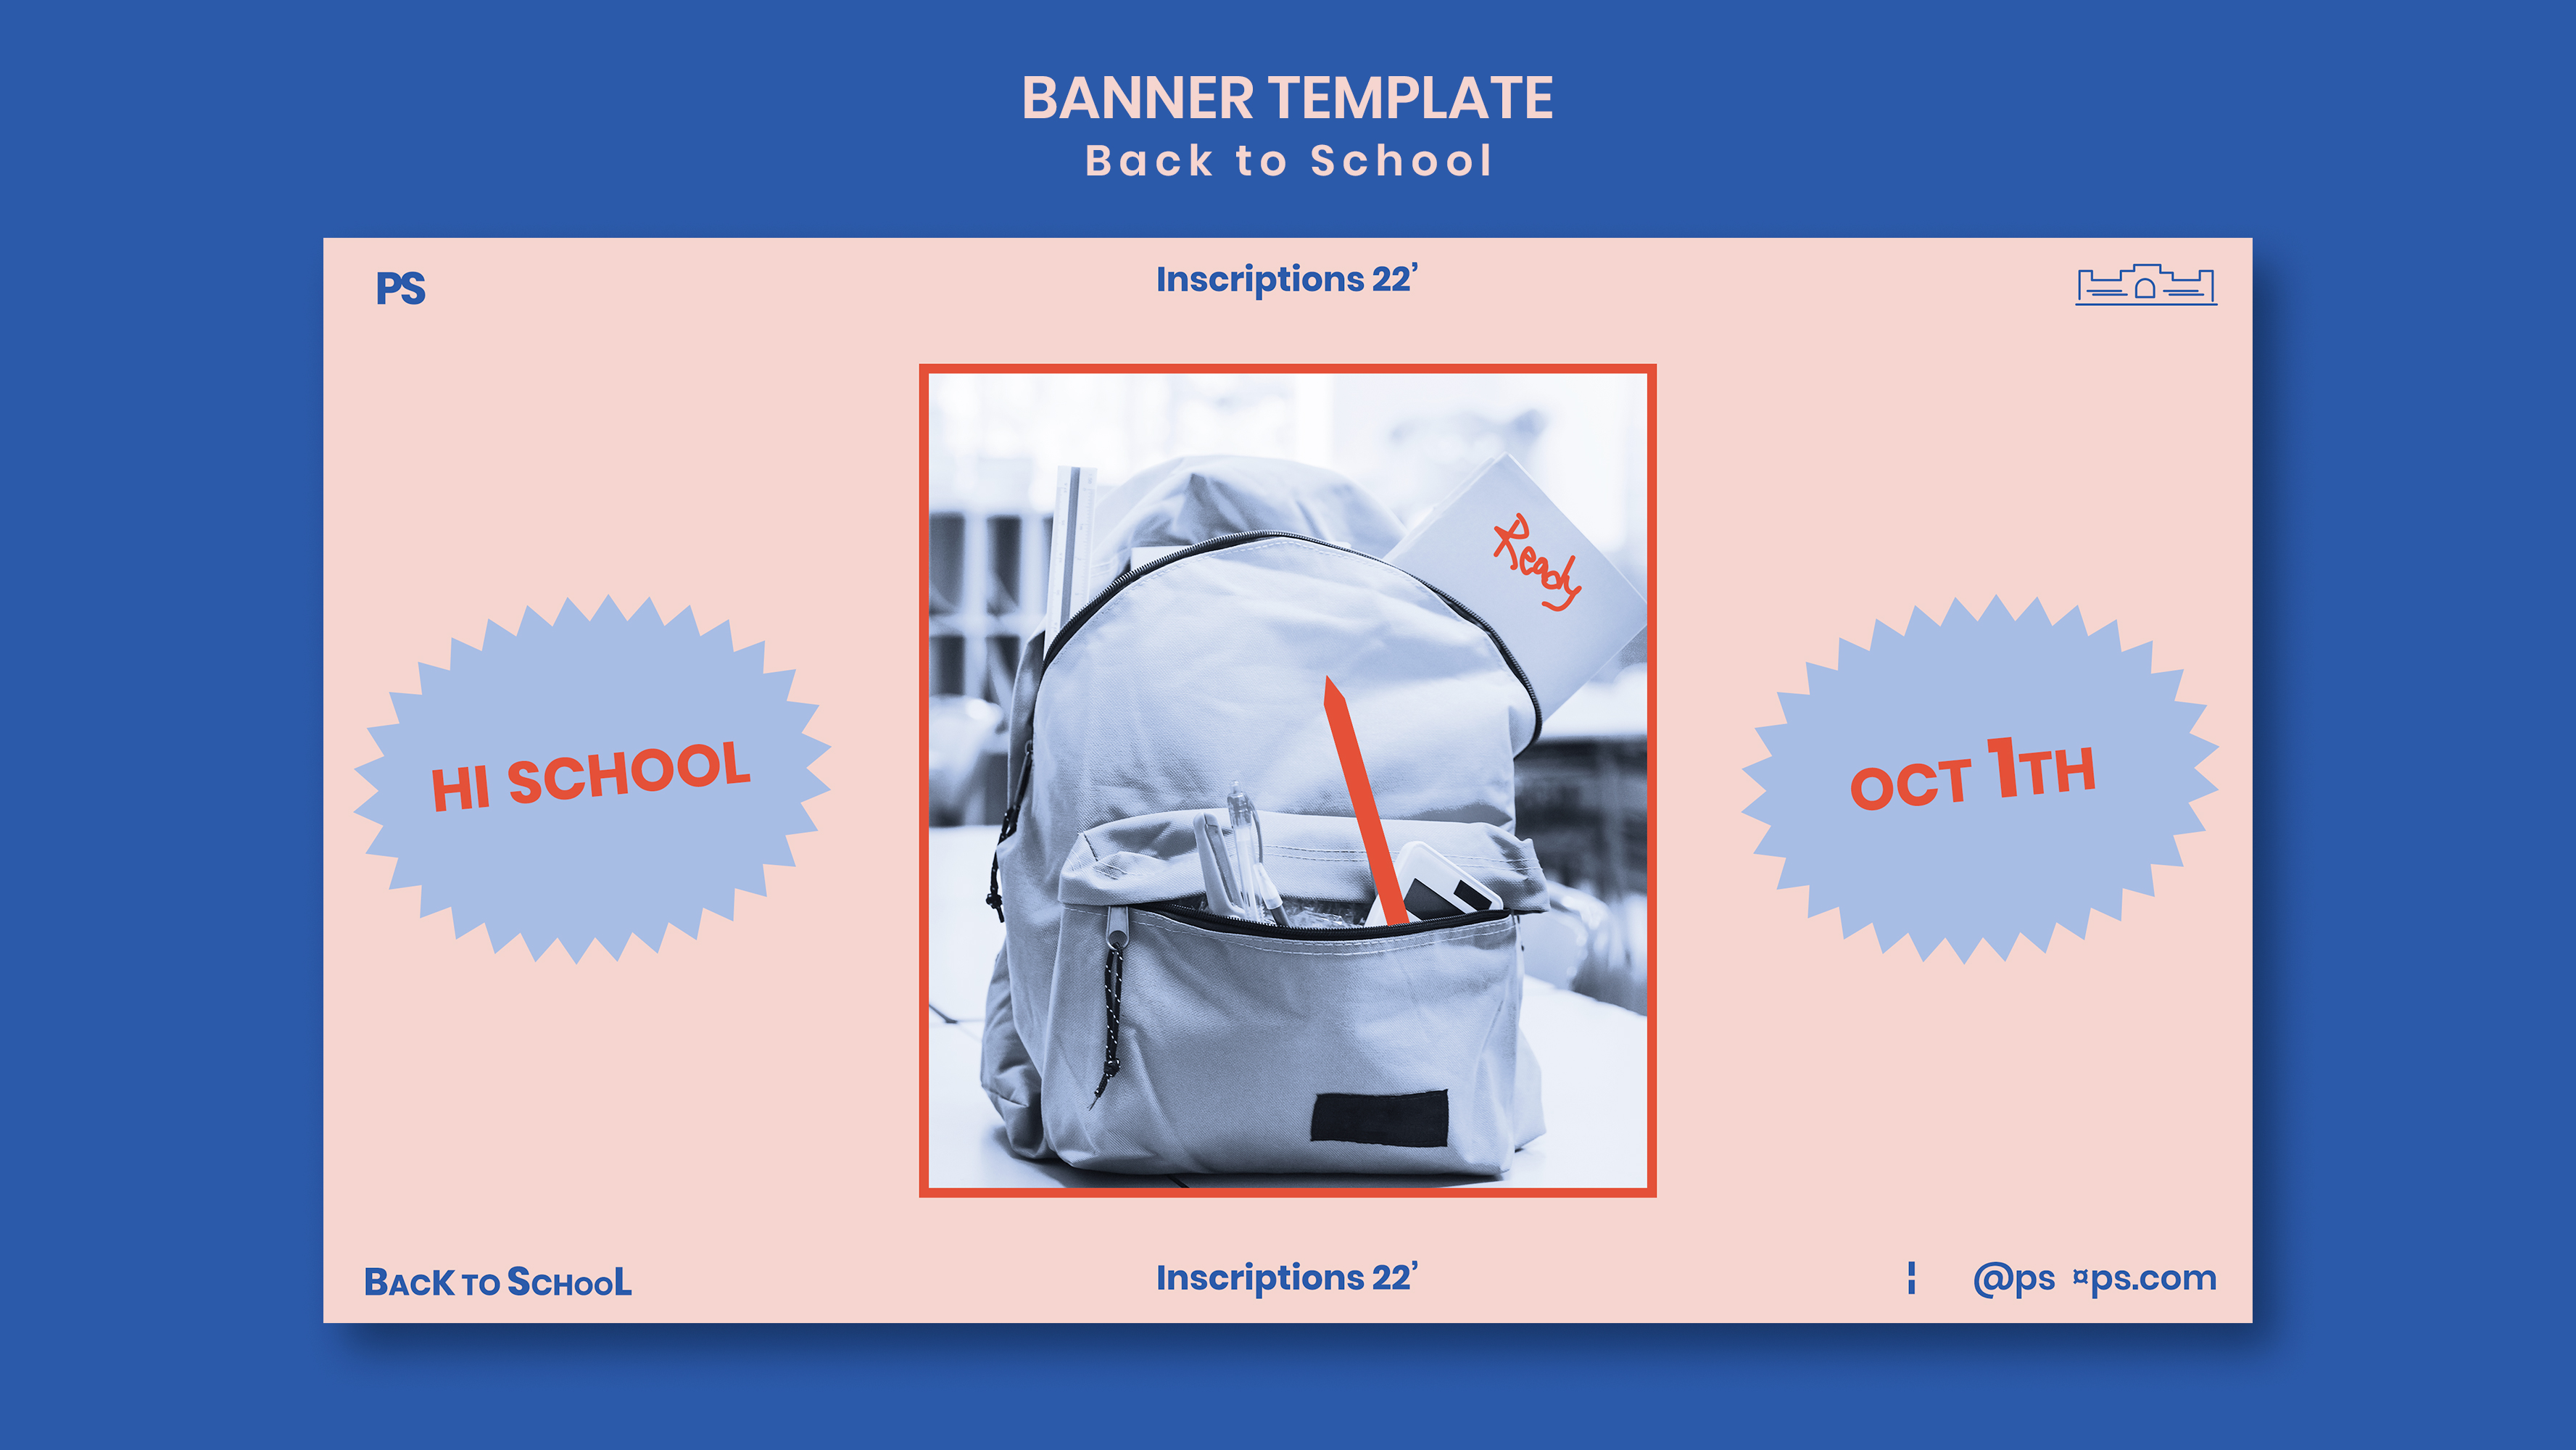 BANNER TEMPLATE
Back to School
PS
Inscriptions 22’
Ready
HI SCHOOL
OCT 1TH
BACK TO SCHOOL
Inscriptions 22’
¦ @ps ¤ps.com